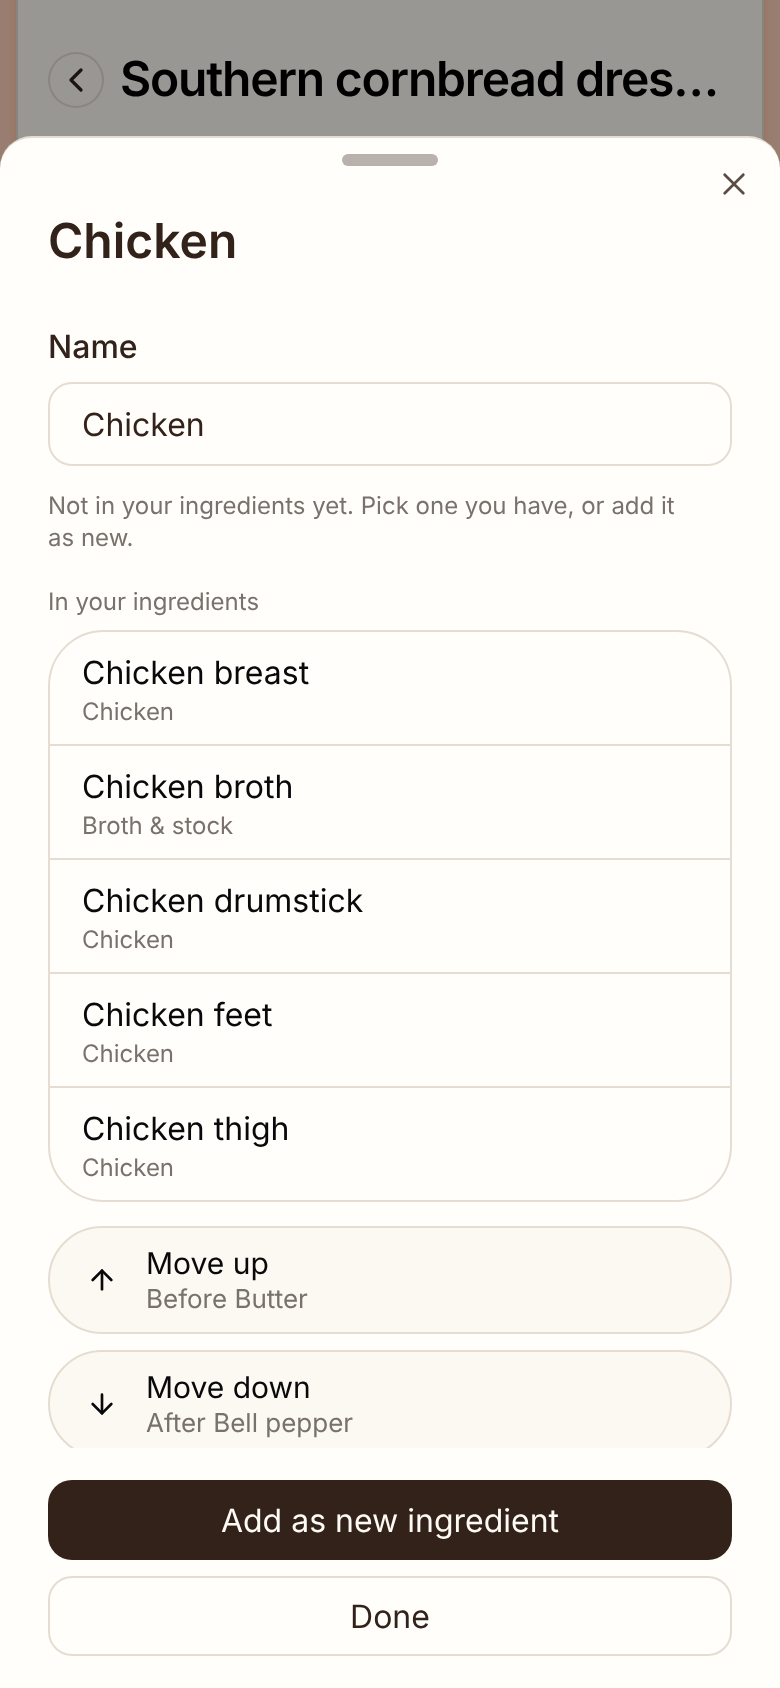 Southern cornbread dres...
Chicken
Name
Chicken
Not in your ingredients yet. Pick one you have, or add it
as new.
In your ingredients
Chicken breast
Chicken
Chicken broth
Broth & stock
Chicken drumstick
Chicken
Chicken feet
Chicken
Chicken thigh
Chicken
Move up
Before Butter
Move down
After Bell pepper
Add as new ingredient
Done